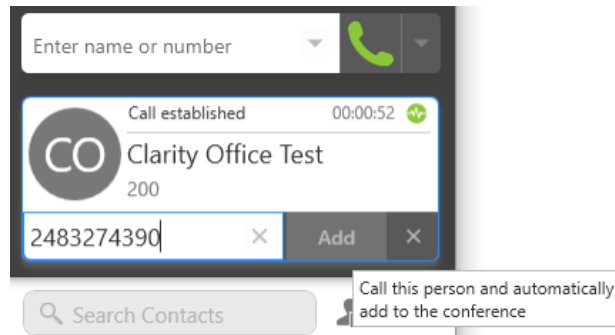 Enter name or number
Call established 00:00:52
CO
Clarity Office Test
200
2483274390 Add
Call this person and automatically
add to the conference
Search Contacts